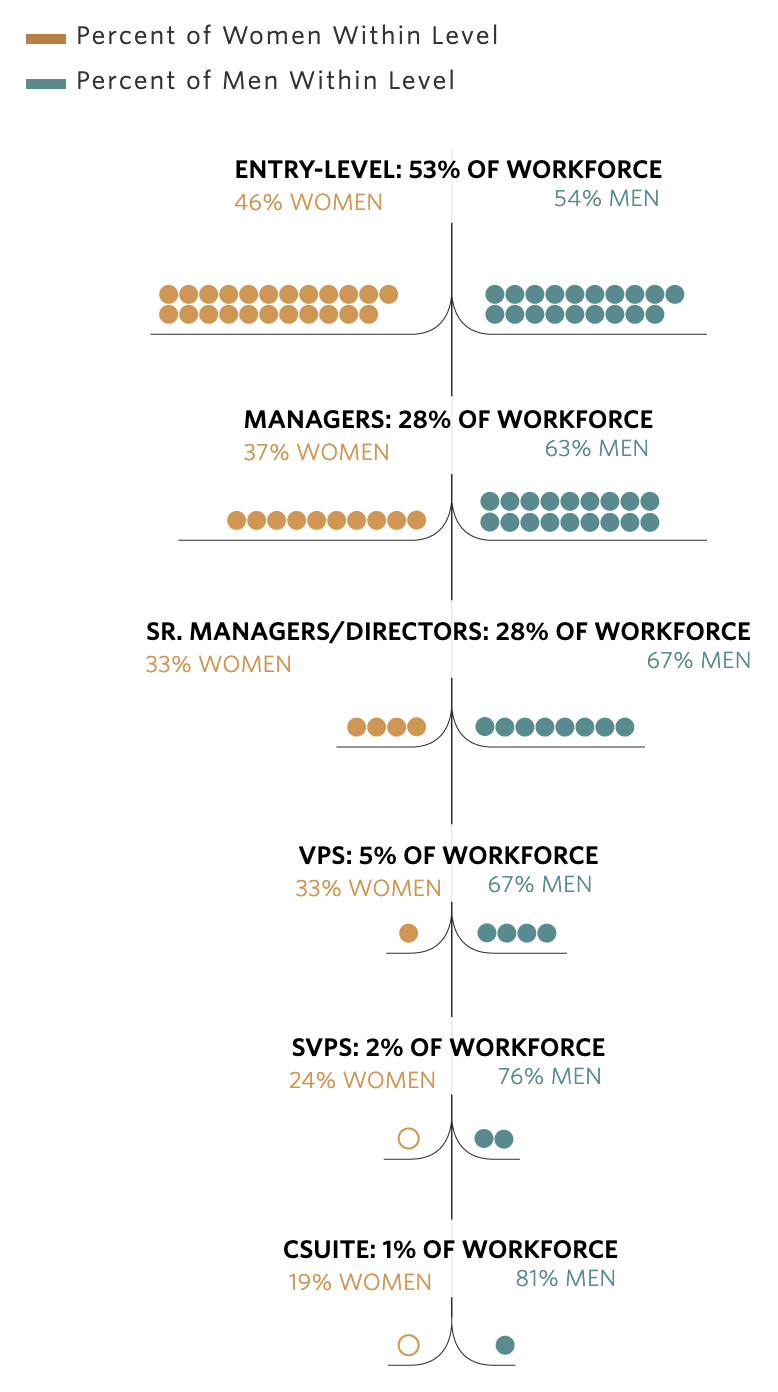 Percent of Women Within Level
Percent of Men Within Level
ENTRY-LEVEL: 53% OF WORKFORCE
46% WOMEN
54% MEN
MANAGERS: 28% OF WORKFORCE
37% WOMEN
63% MEN
SR. MANAGERS/DIRECTORS: 28% OF WORKFORCE
33% WOMEN
67% MEN
VPS: 5% OF WORKFORCE
33% WOMEN
67% MEN
SVPS: 2% OF WORKFORCE
24% WOMEN
76% MEN
CSUITE: 1% OF WORKFORCE
19% WOMEN
81% MEN